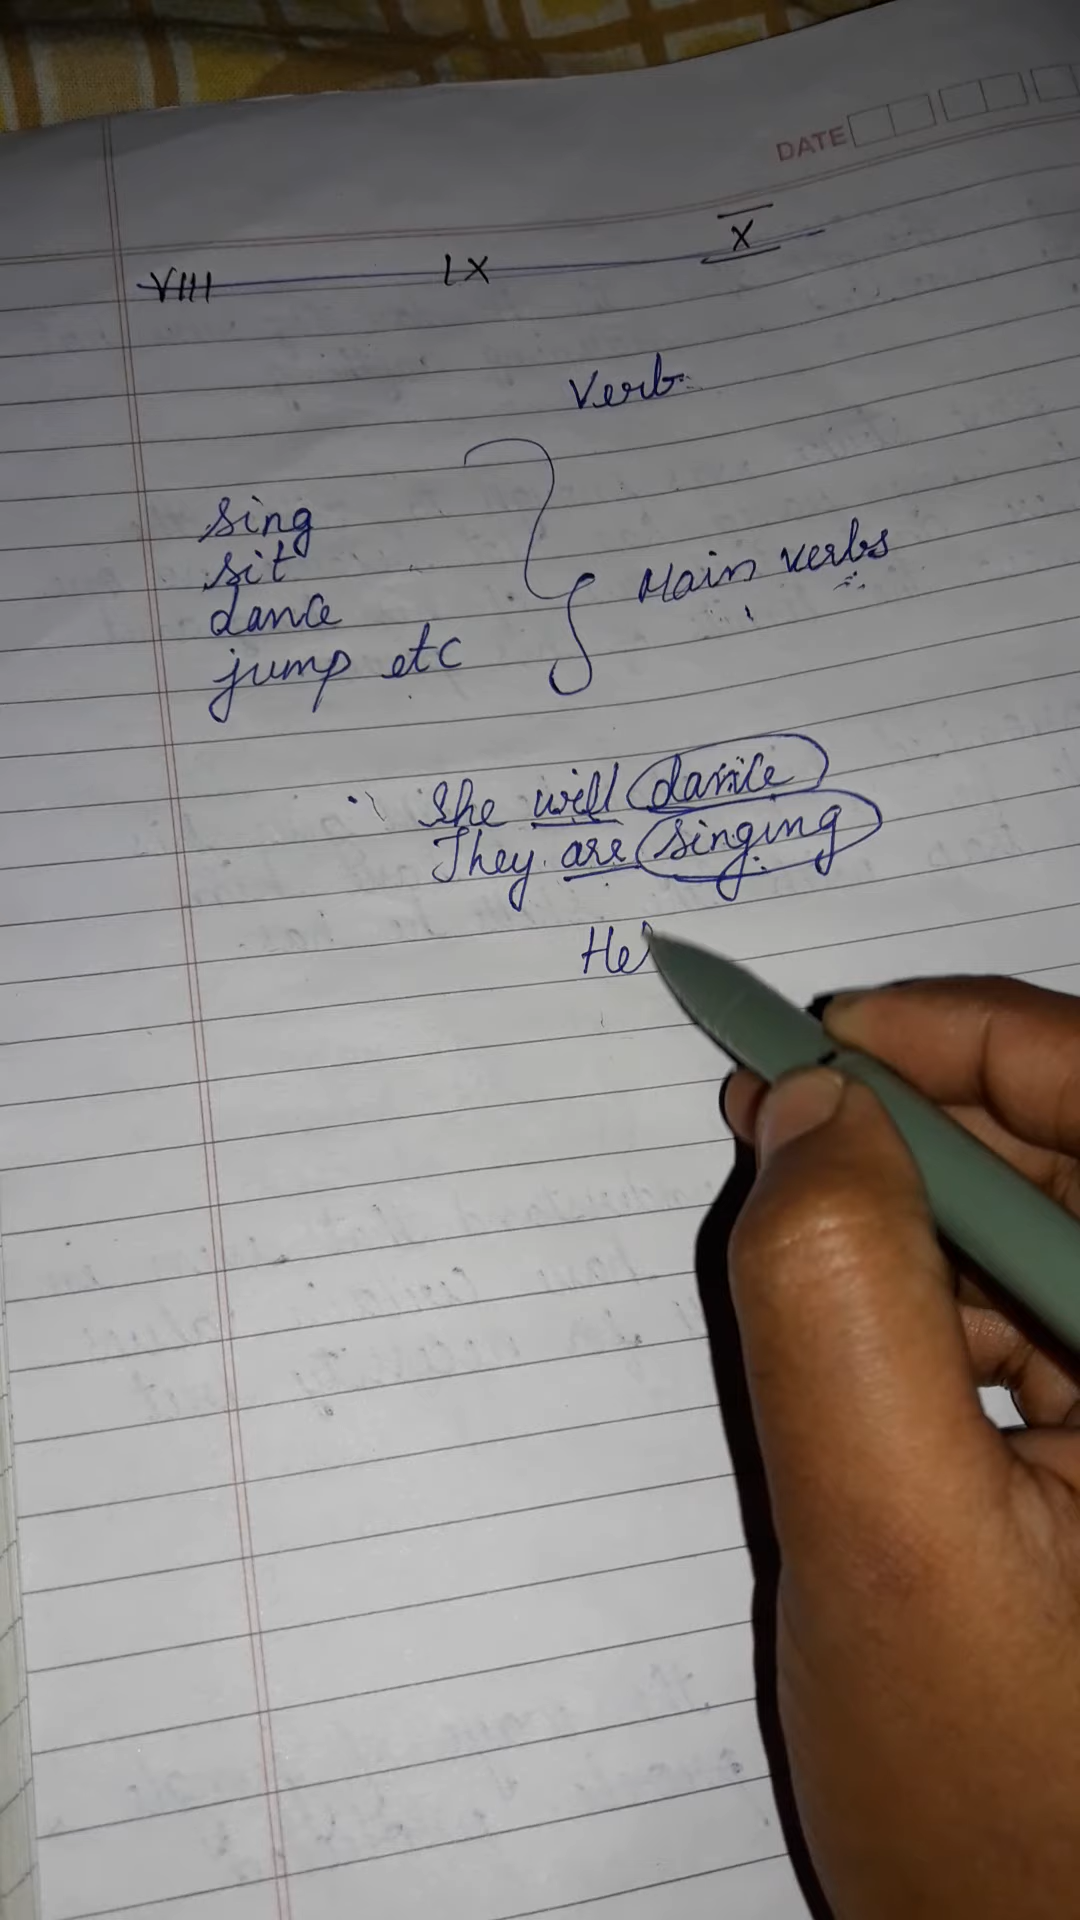 DATE
VIII IX X
Verb
sing
sit
dance
jump etc
Main verbs
She will dance
They are singing
He